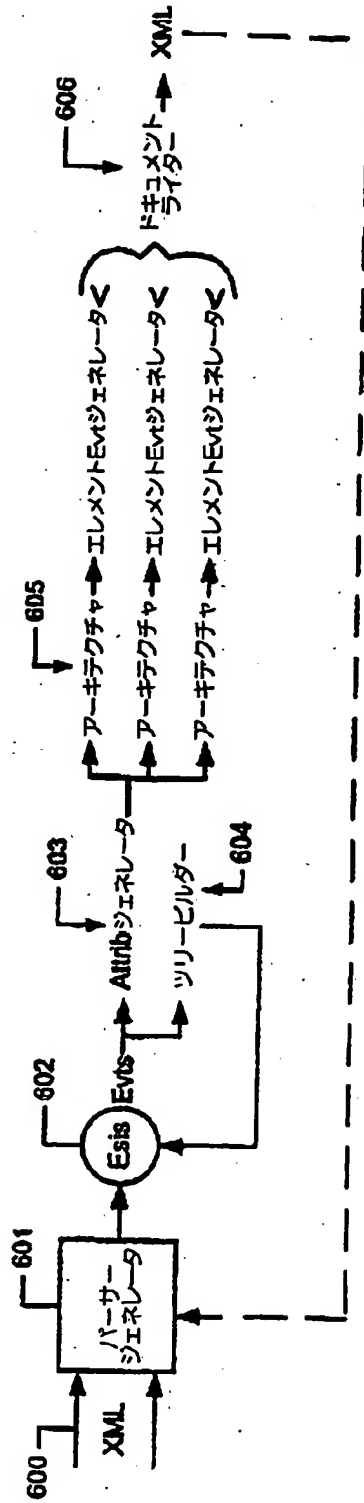 600
XML
601
パーサー
ジェネレータ
602
Esis
Evts
603
Attribジェネレータ
ツリービルダー
604
605
アーキテクチャ
エレメントEvtジェネレータ<
アーキテクチャ
エレメントEvtジェネレータ<
アーキテクチャ
エレメントEvtジェネレータ<
606
ドキュメント
ライター
XML